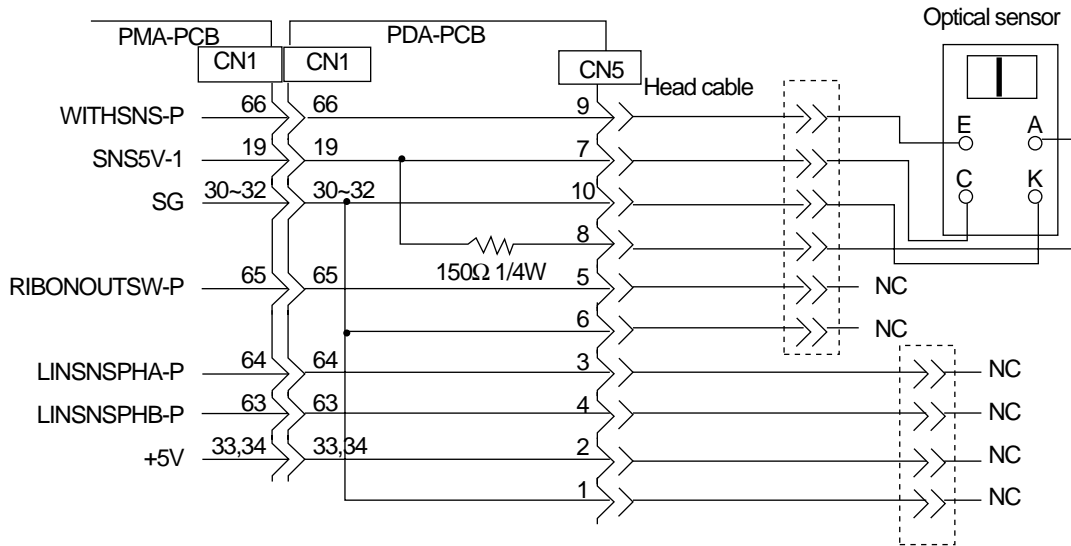 Optical sensor
PMA-PCB
PDA-PCB
CN1
CN1
CN5
Head cable
WITHSNS-P 66 66 9
E A
SNS5V-1 19 19 7
C K
SG 30~32 30~32 10
8
150Ω 1/4W
RIBONOUTSW-P 65 65 5 NC
6 NC
LINSNSPHA-P 64 64 3 NC
LINSNSPHB-P 63 63 4 NC
+5V 33,34 33,34 2 NC
1 NC